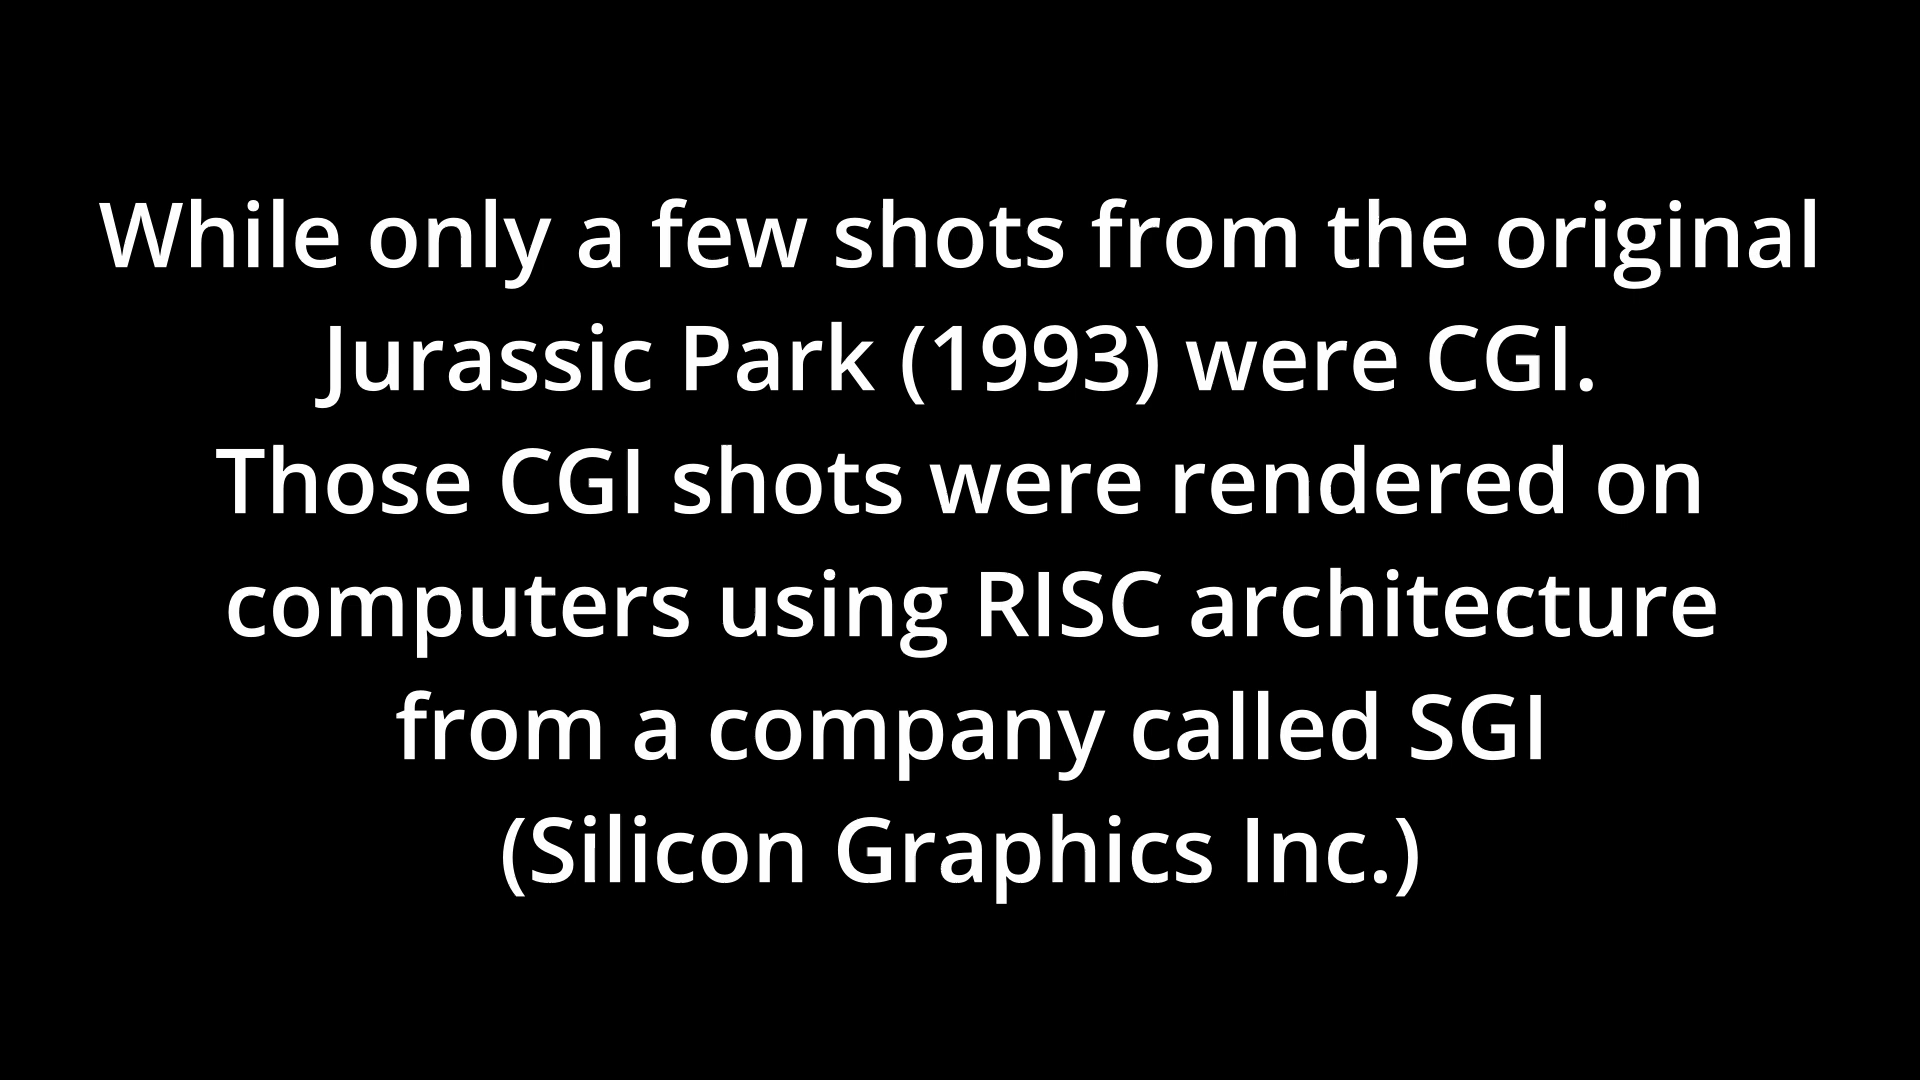 While only a few shots from the original
Jurassic Park (1993) were CGI.
Those CGI shots were rendered on
computers using RISC architecture
from a company called SGI
(Silicon Graphics Inc.)